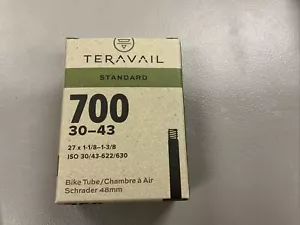 TERAVAIL
STANDARD
700
30–43
27 x 1-1/8–1-3/8
ISO 30/43-622/630
Bike Tube/Chambre à Air
Schrader 48mm